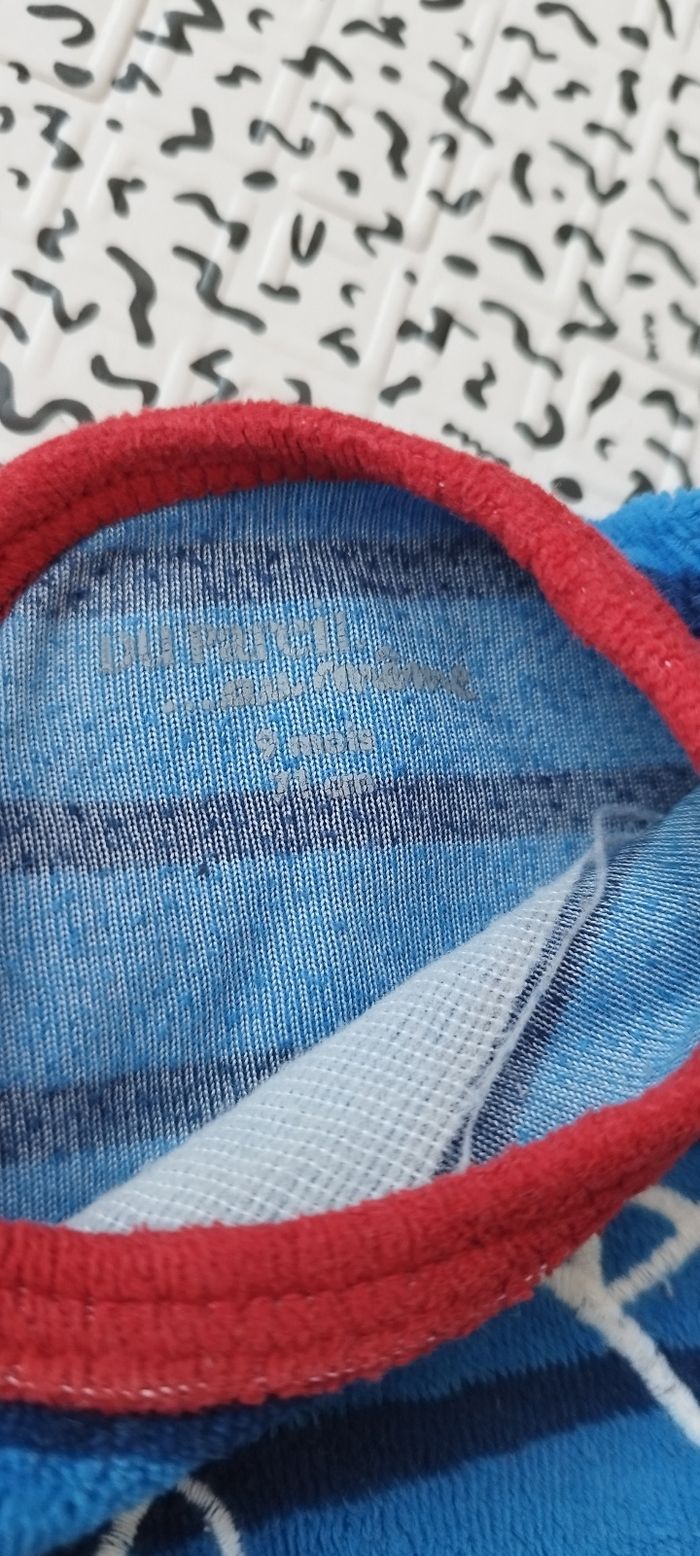 DU PAREIL
...au même
9 mois
71 cm